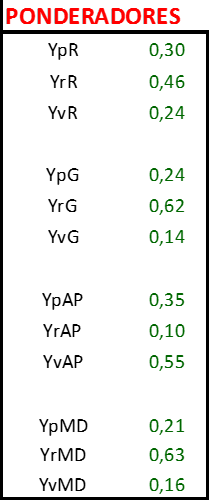 PONDERADORES
YpR 0,30
YrR 0,46
YvR 0,24
YpG 0,24
YrG 0,62
YvG 0,14
YpAP 0,35
YrAP 0,10
YvAP 0,55
YpMD 0,21
YrMD 0,63
YvMD 0,16